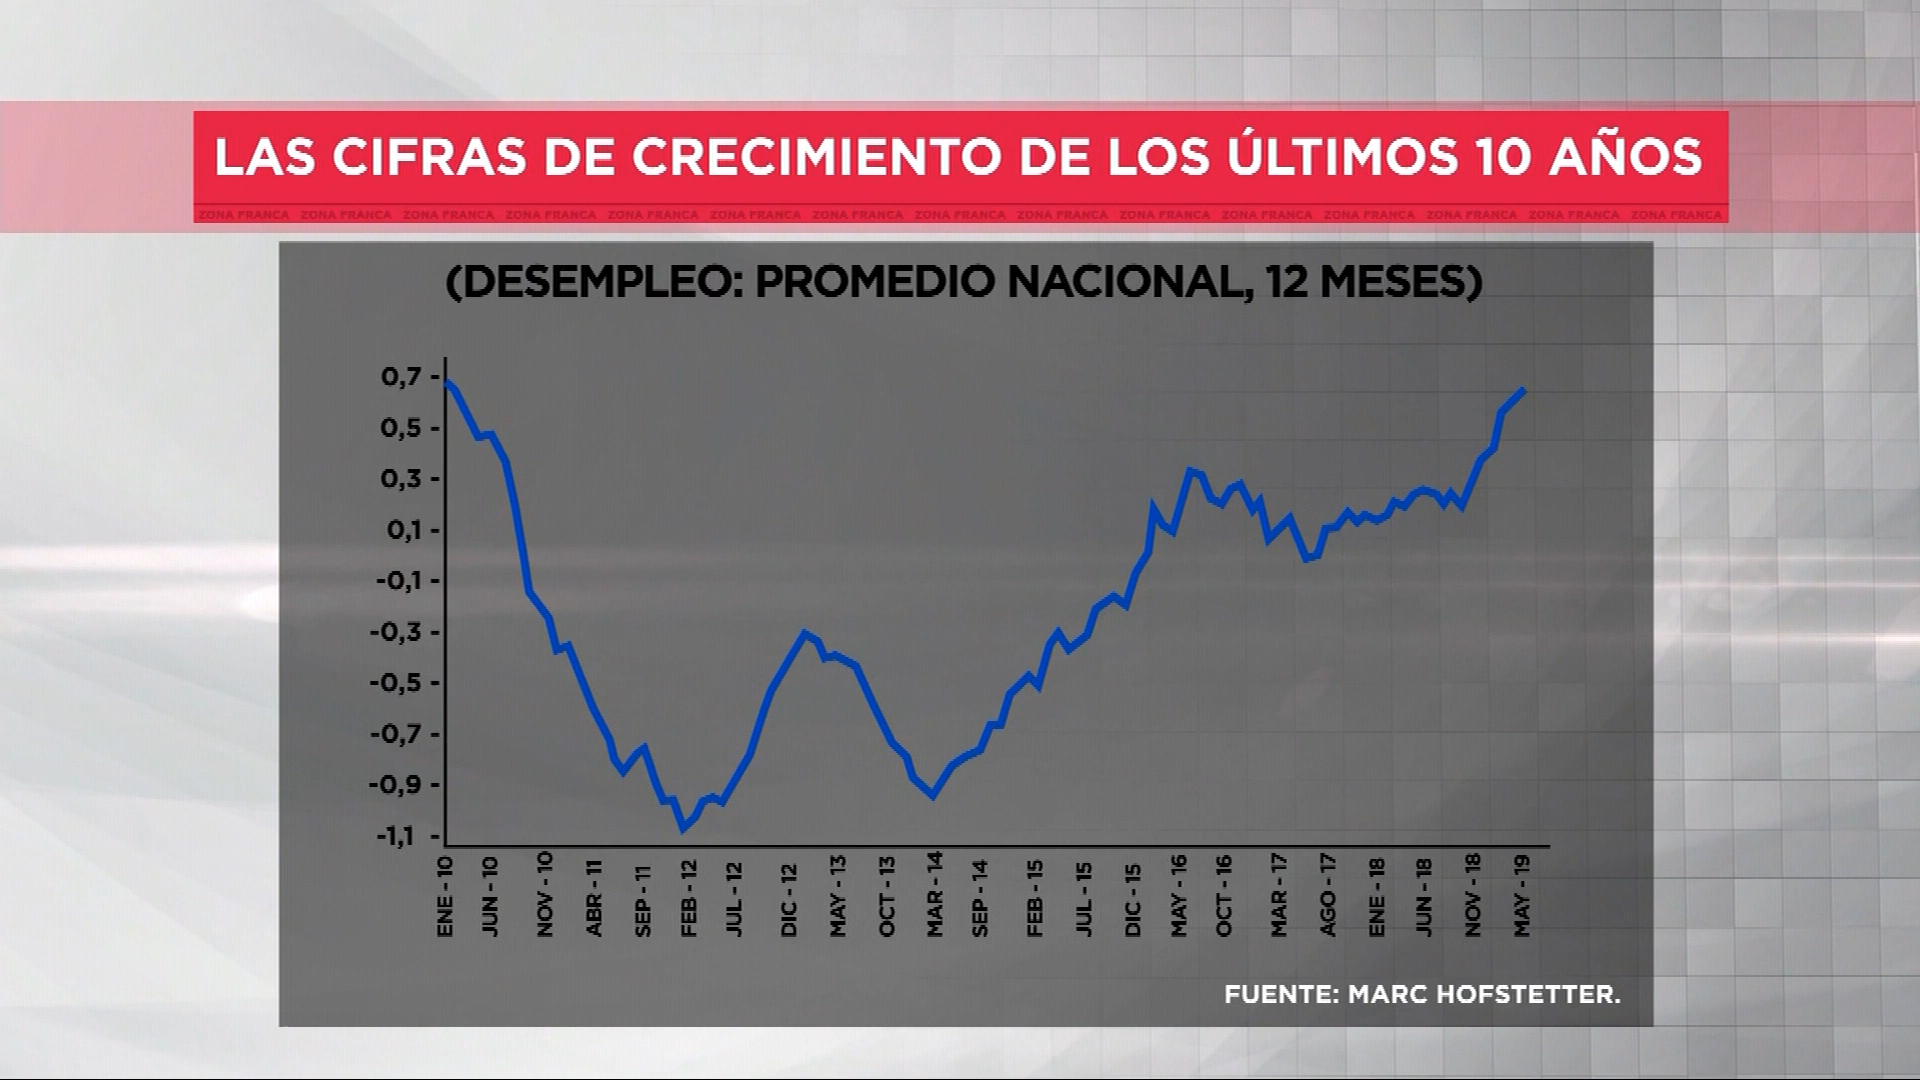 LAS CIFRAS DE CRECIMIENTO DE LOS ÚLTIMOS 10 AÑOS
ZONA FRANCA ZONA FRANCA ZONA FRANCA ZONA FRANCA ZONA FRANCA ZONA FRANCA ZONA FRANCA ZONA FRANCA ZONA FRANCA ZONA FRANCA ZONA FRANCA ZONA FRANCA ZONA FRANCA ZONA FRANCA ZONA FRANCA
(DESEMPLEO: PROMEDIO NACIONAL, 12 MESES)
0,7 -
0,5 -
0,3 -
0,1 -
-0,1 -
-0,3 -
-0,5 -
-0,7 -
-0,9 -
-1,1 -
ENE - 10
JUN - 10
NOV - 10
ABR - 11
SEP - 11
FEB - 12
JUL - 12
DIC - 12
MAY - 13
OCT - 13
MAR - 14
SEP - 14
FEB - 15
JUL - 15
DIC - 15
MAY - 16
OCT - 16
MAR - 17
AGO - 17
ENE - 18
JUN - 18
NOV - 18
MAY - 19
FUENTE: MARC HOFSTETTER.